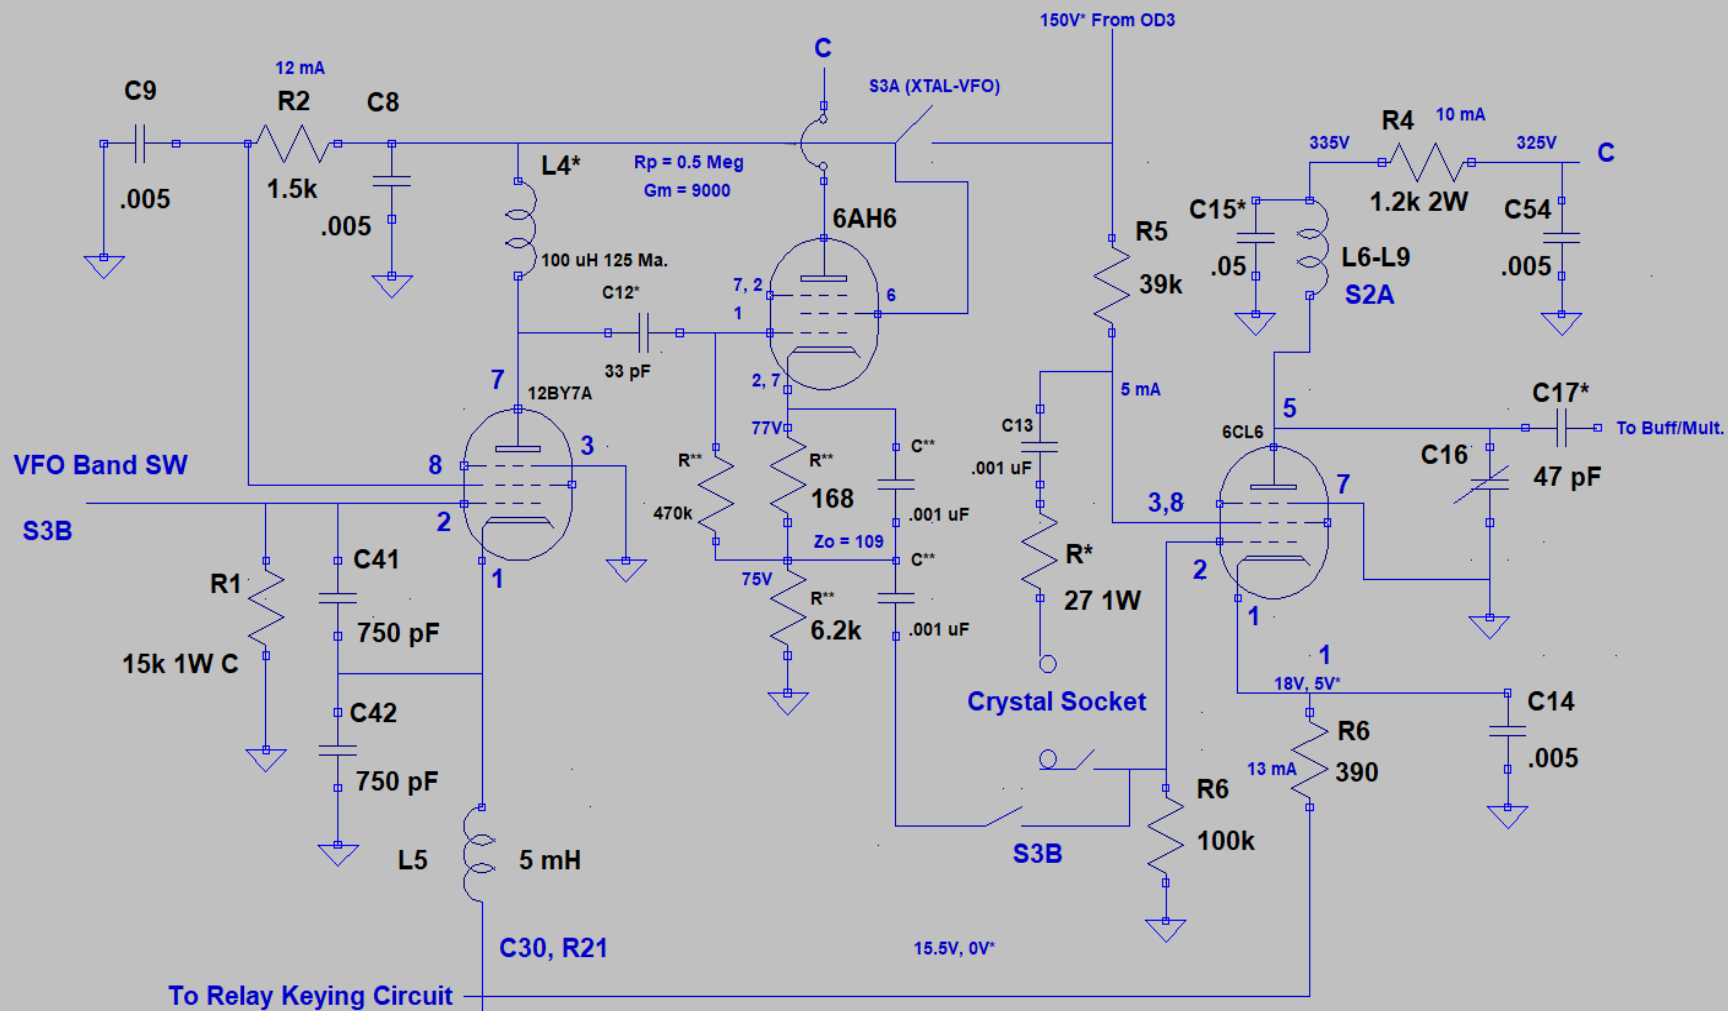 150V* From OD3
C
12 mA
C9
R2
C8
S3A (XTAL-VFO)
R4
10 mA
335V
325V
C
L4*
Rp = 0.5 Meg
Gm = 9000
.005
1.5k
.005
6AH6
C15*
1.2k 2W
C54
R5
100 uH 125 Ma.
.05
L6-L9
.005
39k
S2A
C12*
7, 2
6
1
33 pF
2, 7
5 mA
7
12BY7A
C17*
5
77V
C13
6CL6
To Buff/Mult.
3
C**
VFO Band SW
8
R**
R**
.001 uF
C16
47 pF
7
168
2
470k
.001 uF
3,8
S3B
Zo = 109
C**
R*
C41
75V
2
1
R1
R**
27 1W
1
750 pF
6.2k
.001 uF
15k 1W C
1
18V, 5V*
Crystal Socket
C42
C14
R6
390
13 mA
.005
750 pF
R6
100k
S3B
L5
5 mH
C30, R21
15.5V, 0V*
To Relay Keying Circuit